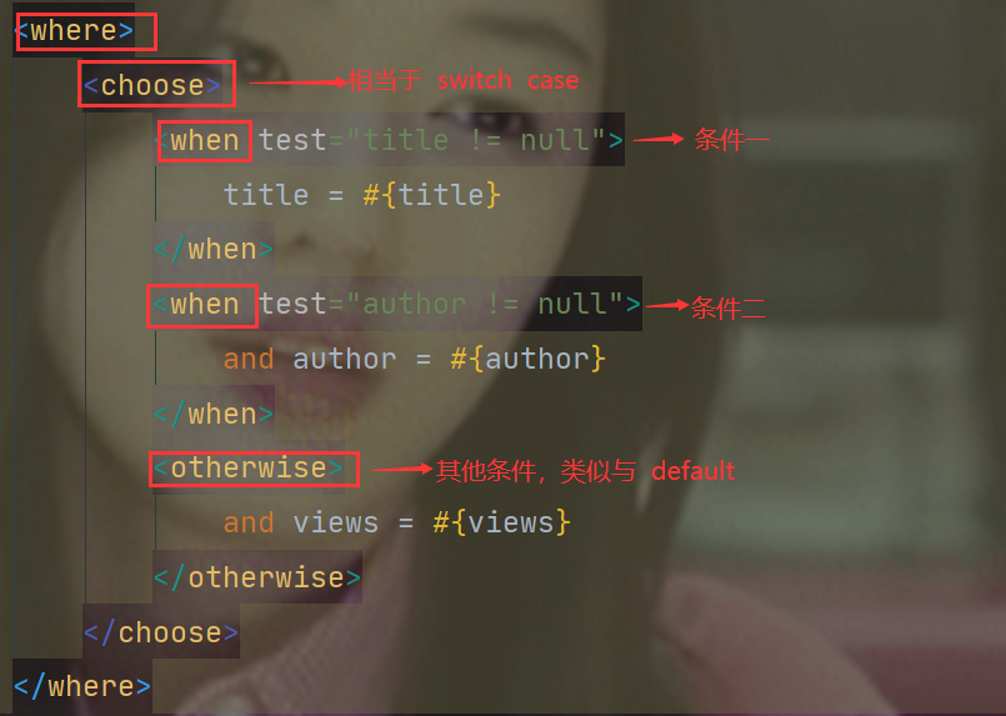 <where>
<choose> 相当于 switch case
<when test="title != null"> 条件一
title = #{title}
</when>
<when test="author != null"> 条件二
and author = #{author}
</when>
<otherwise> 其他条件，类似与 default
and views = #{views}
</otherwise>
</choose>
</where>